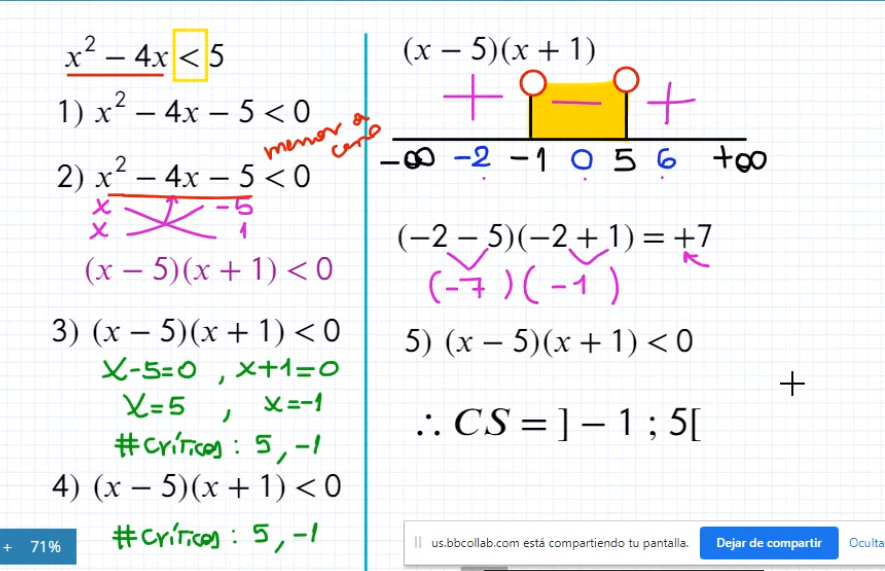 x² − 4x < 5
1) x² − 4x − 5 < 0
menor a cero
2) x² − 4x − 5 < 0
x −5
x 1
(x − 5)(x + 1) < 0
3) (x − 5)(x + 1) < 0
x-5=0 , x+1=0
x=5 , x=-1
#críticos : 5, -1
4) (x − 5)(x + 1) < 0
#críticos : 5, -1
+ 71%
(x − 5)(x + 1)
+ − +
-∞ -2 -1 0 5 6 +∞
(−2 − 5)(−2 + 1) = +7
(-7)(-1)
5) (x − 5)(x + 1) < 0
∴ CS = ] − 1 ; 5[
us.bbcollab.com está compartiendo tu pantalla. Dejar de compartir Oculta